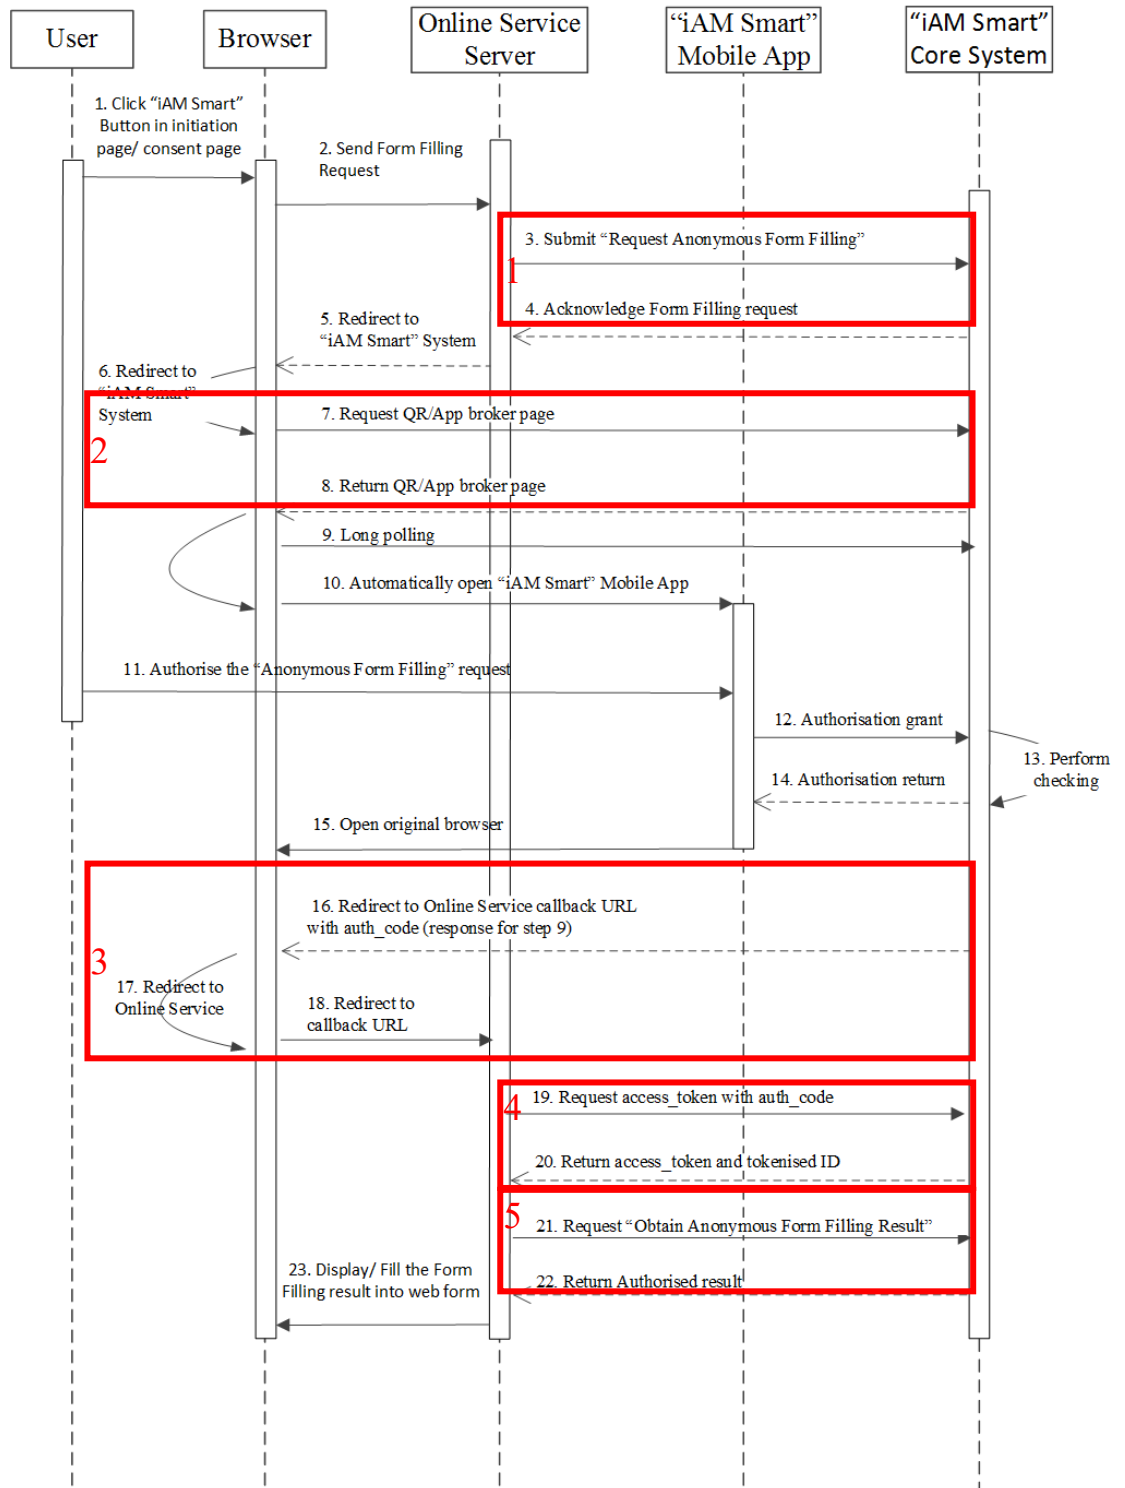 User
Browser
Online Service
Server
“iAM Smart”
Mobile App
“iAM Smart”
Core System
1. Click “iAM Smart”
Button in initiation
page/ consent page
2. Send Form Filling
Request
3. Submit “Request Anonymous Form Filling”
1
4. Acknowledge Form Filling request
5. Redirect to
“iAM Smart” System
6. Redirect to
“iAM Smart”
System
7. Request QR/App broker page
2
8. Return QR/App broker page
9. Long polling
10. Automatically open “iAM Smart” Mobile App
11. Authorise the “Anonymous Form Filling” request
12. Authorisation grant
13. Perform
checking
14. Authorisation return
15. Open original browser
16. Redirect to Online Service callback URL
with auth_code (response for step 9)
3
17. Redirect to
Online Service
18. Redirect to
callback URL
4
19. Request access_token with auth_code
20. Return access_token and tokenised ID
5
21. Request “Obtain Anonymous Form Filling Result”
22. Return Authorised result
23. Display/ Fill the Form
Filling result into web form